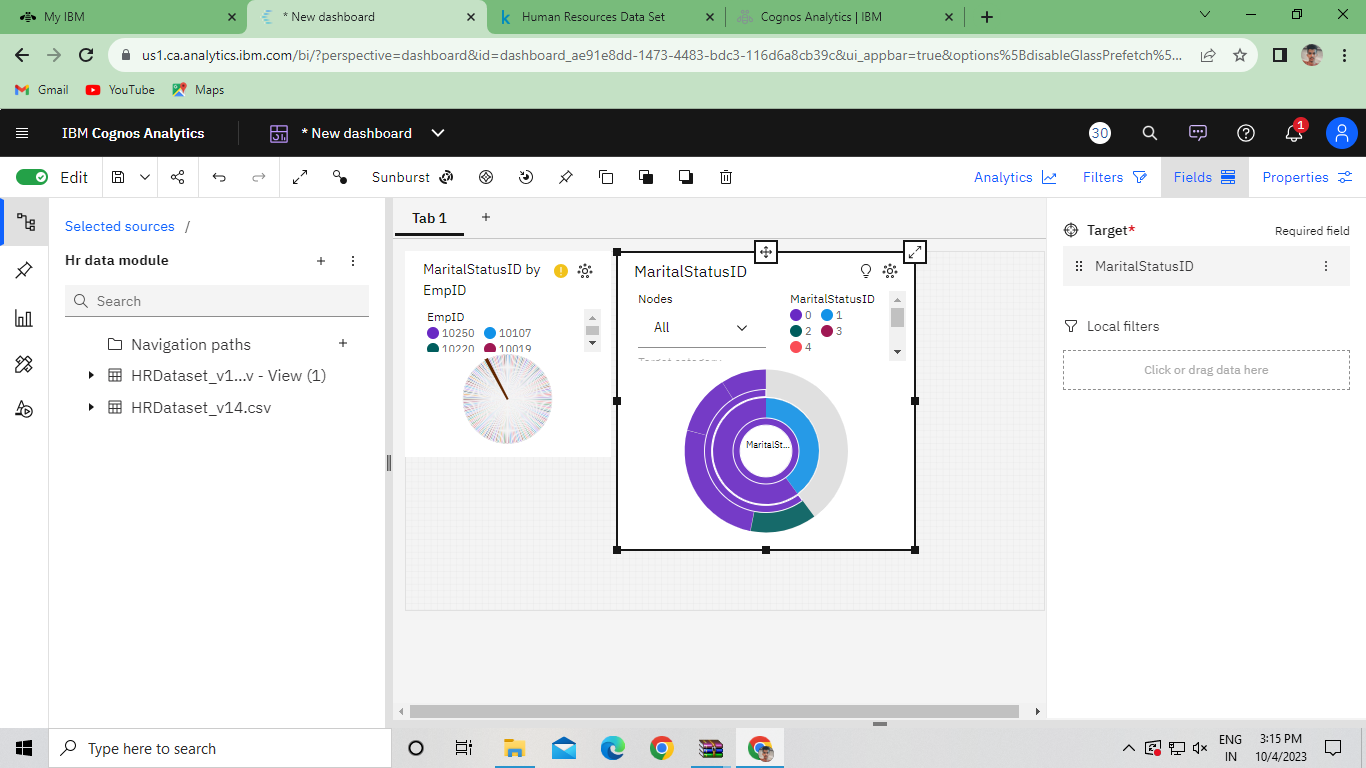 My IBM
* New dashboard
Human Resources Data Set
Cognos Analytics | IBM
us1.ca.analytics.ibm.com/bi/?perspective=dashboard&id=dashboard_ae91e8dd-1473-4483-bdc3-116d6a8cb39c&ui_appbar=true&options%5BdisableGlassPrefetch%5...
Gmail
YouTube
Maps
IBM Cognos Analytics
* New dashboard
30
1
Edit
Sunburst
Analytics
Filters
Fields
Properties
Selected sources /
Hr data module
Search
Navigation paths
HRDataset_v1...v - View (1)
HRDataset_v14.csv
Tab 1
MaritalStatusID by
EmpID
EmpID
10250 10107
10220 10019
MaritalStatusID
Nodes
All
Target category
MaritalStatusID
0 1
2 3
4
MaritalSt...
Target*
Required field
MaritalStatusID
Local filters
Click or drag data here
Type here to search
ENG
IN
3:15 PM
10/4/2023